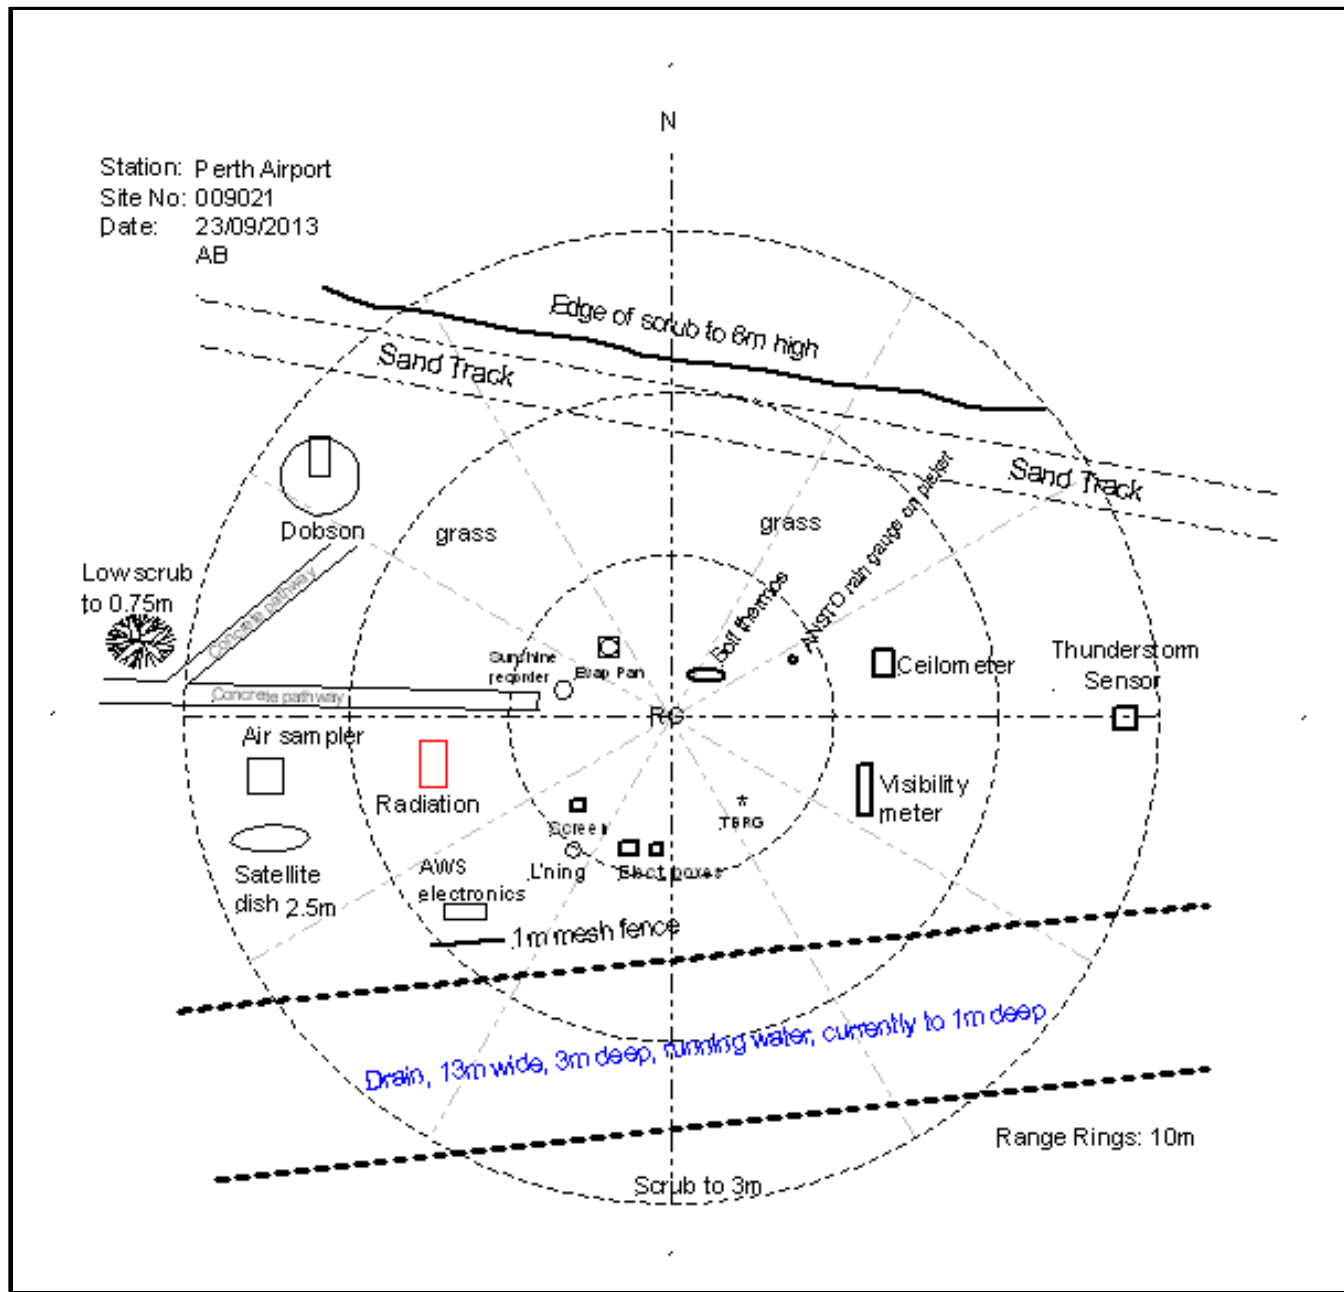 N
Station: Perth Airport
Site No: 009021
Date: 23/09/2013
AB
Edge of scrub to 6m high
Sand Track
Sand Track
Dobson
grass
grass
ANSTO rain gauge on picket
Low scrub
to 0.75m
Concrete pathway
Soil thermos
Sunshine
recorder
Evap Pan
Ceilometer
Thunderstorm
Sensor
Concrete pathway
RG
Air sampler
Radiation
Visibility
meter
Screen
TBRG
L'ning
Elect boxes
AWS
electronics
Satellite
dish 2.5m
1m mesh fence
Drain, 13m wide, 3m deep, running water, currently to 1m deep
Range Rings: 10m
Scrub to 3m